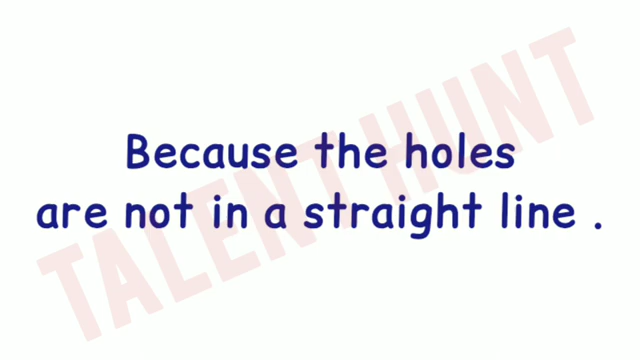 Because the holes
are not in a straight line .
TALENT HUNT